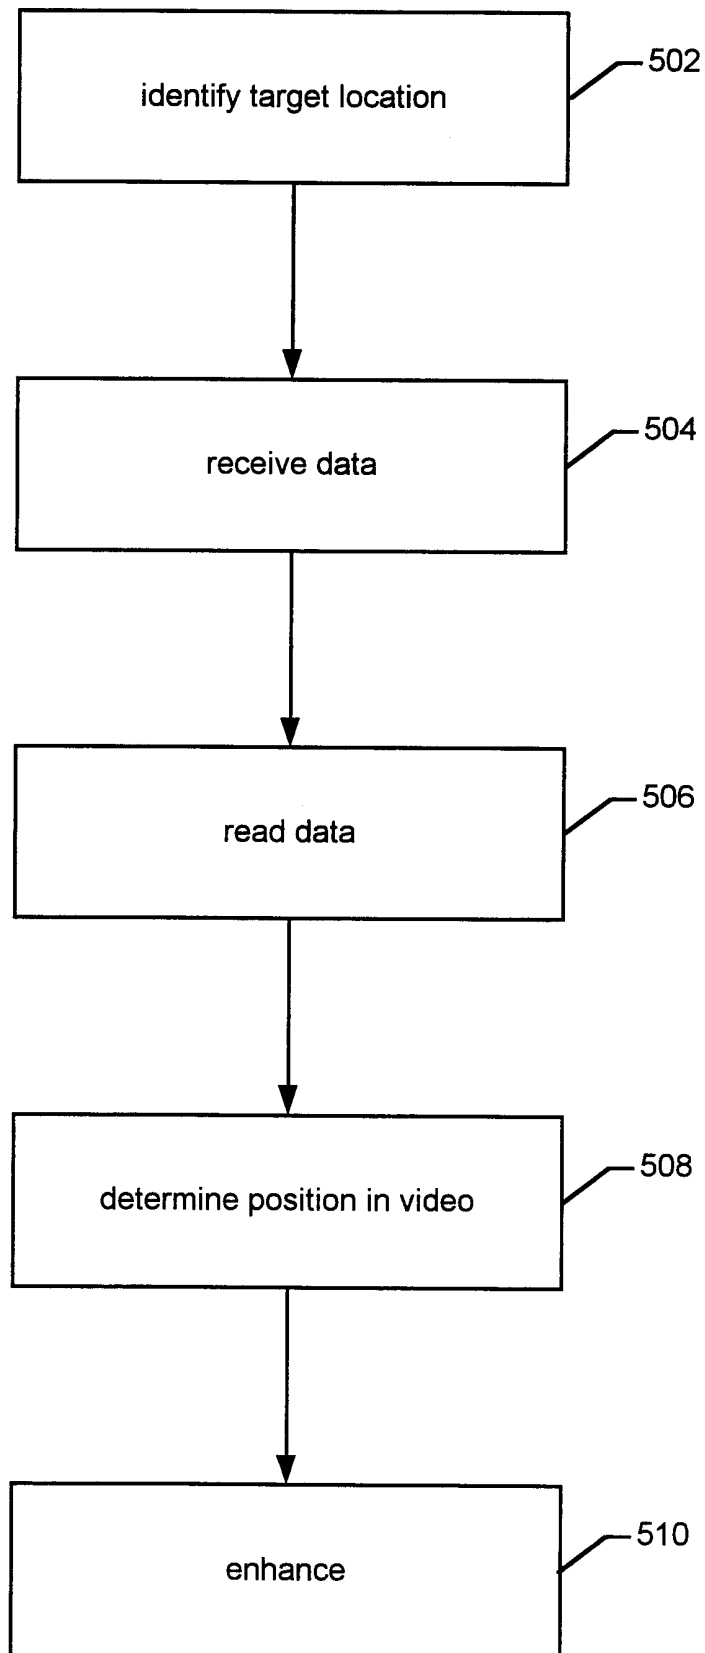 identify target location
502
receive data
504
read data
506
determine position in video
508
enhance
510